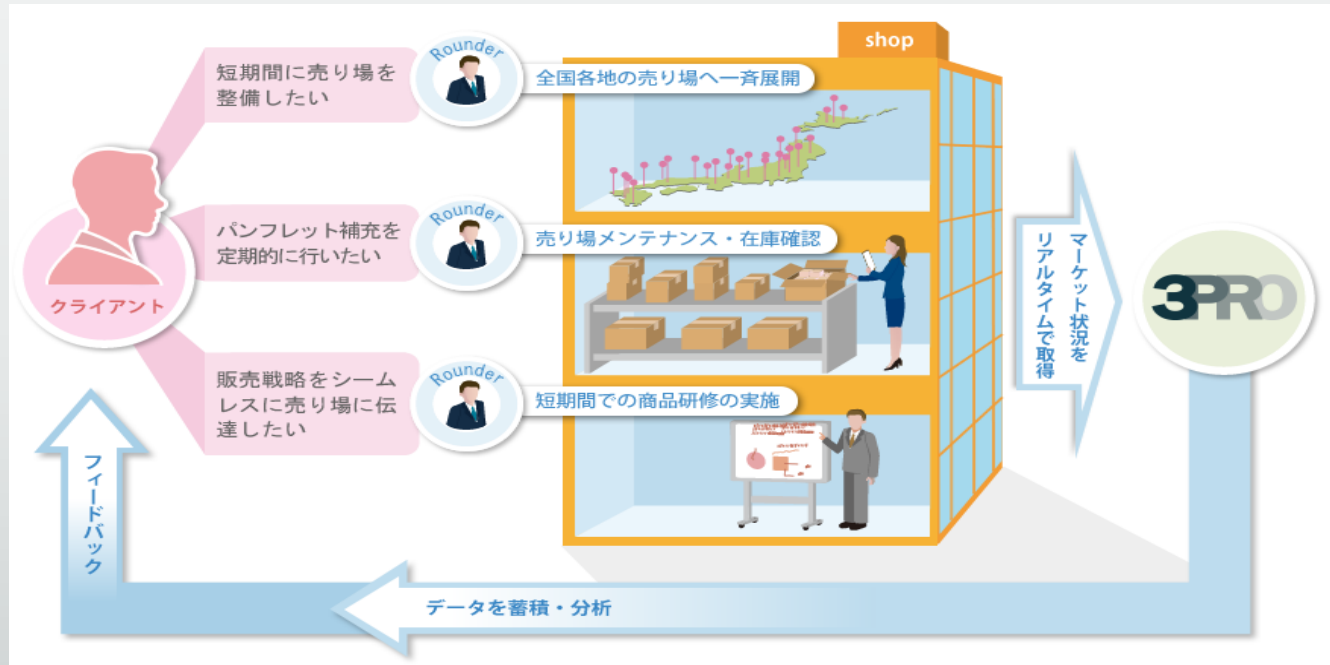 shop
短期間に売り場を
整備したい
Rounder
全国各地の売り場へ一斉展開
パンフレット補充を
定期的に行いたい
Rounder
売り場メンテナンス・在庫確認
クライアント
販売戦略をシーム
レスに売り場に伝
達したい
Rounder
短期間での商品研修の実施
マーケット状況を
リアルタイムで取得
3PRO
データを蓄積・分析
フィードバック